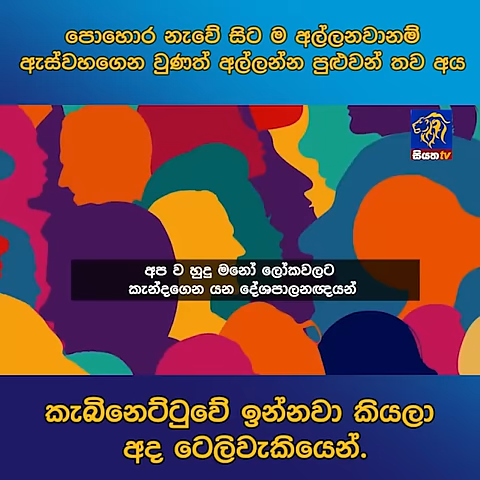 පොහොර නැවේ සිට ම අල්ලනවානම්
ඇස්වහගෙන වුණත් අල්ලන්න පුළුවන් තව අය
සියත tv
අප ව හුදු මනෝ ලෝකවලට
කැන්දගෙන යන දේශපාලනඥයන්
කැබිනෙට්ටුවේ ඉන්නවා කියලා
අද ටෙලිවැකියෙන්.